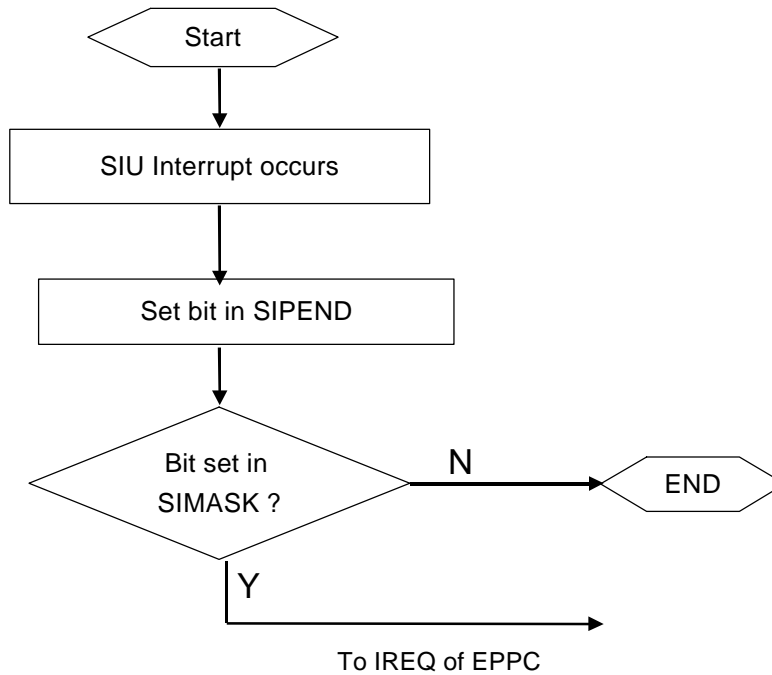 Start
SIU Interrupt occurs
Set bit in SIPEND
Bit set in
SIMASK ?
N
END
Y
To IREQ of EPPC